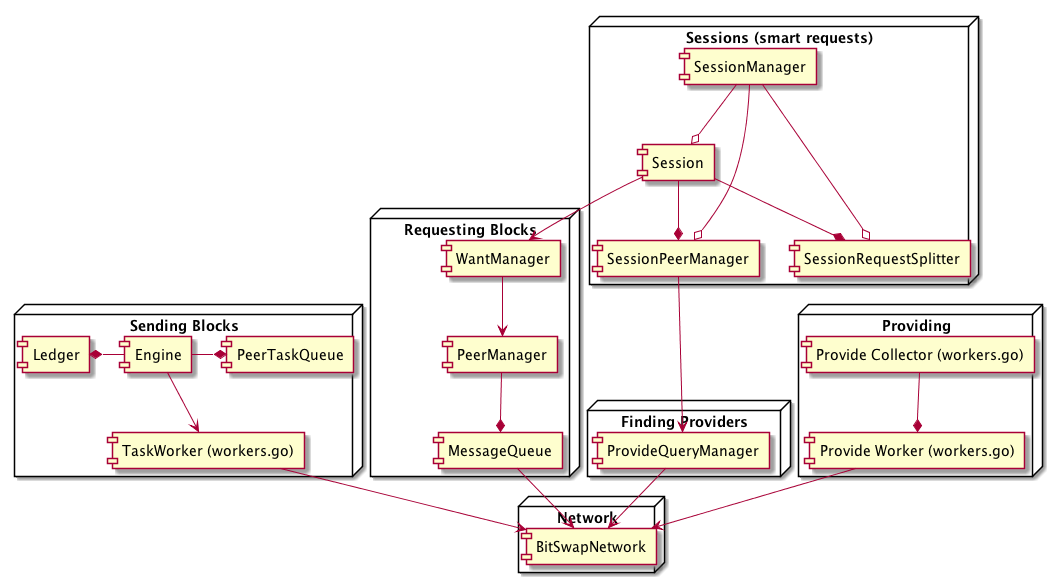 Sessions (smart requests)
SessionManager
Session
Requesting Blocks
WantManager
SessionPeerManager
SessionRequestSplitter
Sending Blocks
Providing
Ledger
Engine
PeerTaskQueue
PeerManager
Provide Collector (workers.go)
Finding Providers
TaskWorker (workers.go)
MessageQueue
ProvideQueryManager
Provide Worker (workers.go)
Network
BitSwapNetwork